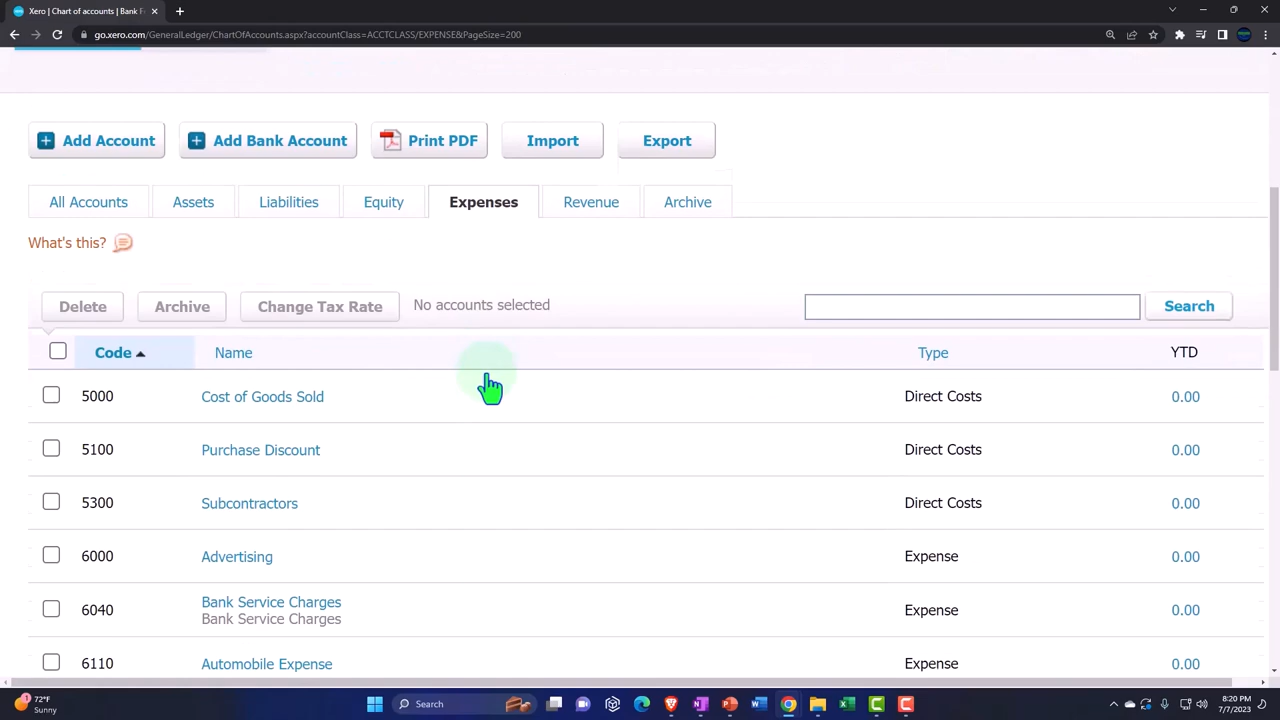 Xero | Chart of accounts | Bank F
go.xero.com/GeneralLedger/ChartOfAccounts.aspx?accountClass=ACCTCLASS/EXPENSE&PageSize=200
Add Account
Add Bank Account
Print PDF
Import
Export
All Accounts
Assets
Liabilities
Equity
Expenses
Revenue
Archive
What's this?
Delete
Archive
Change Tax Rate
No accounts selected
Search
Code
Name
Type
YTD
5000 Cost of Goods Sold Direct Costs 0.00
5100 Purchase Discount Direct Costs 0.00
5300 Subcontractors Direct Costs 0.00
6000 Advertising Expense 0.00
6040 Bank Service Charges Expense 0.00
Bank Service Charges
6110 Automobile Expense Expense 0.00
72°F
Sunny
Search
8:20 PM
7/7/2023